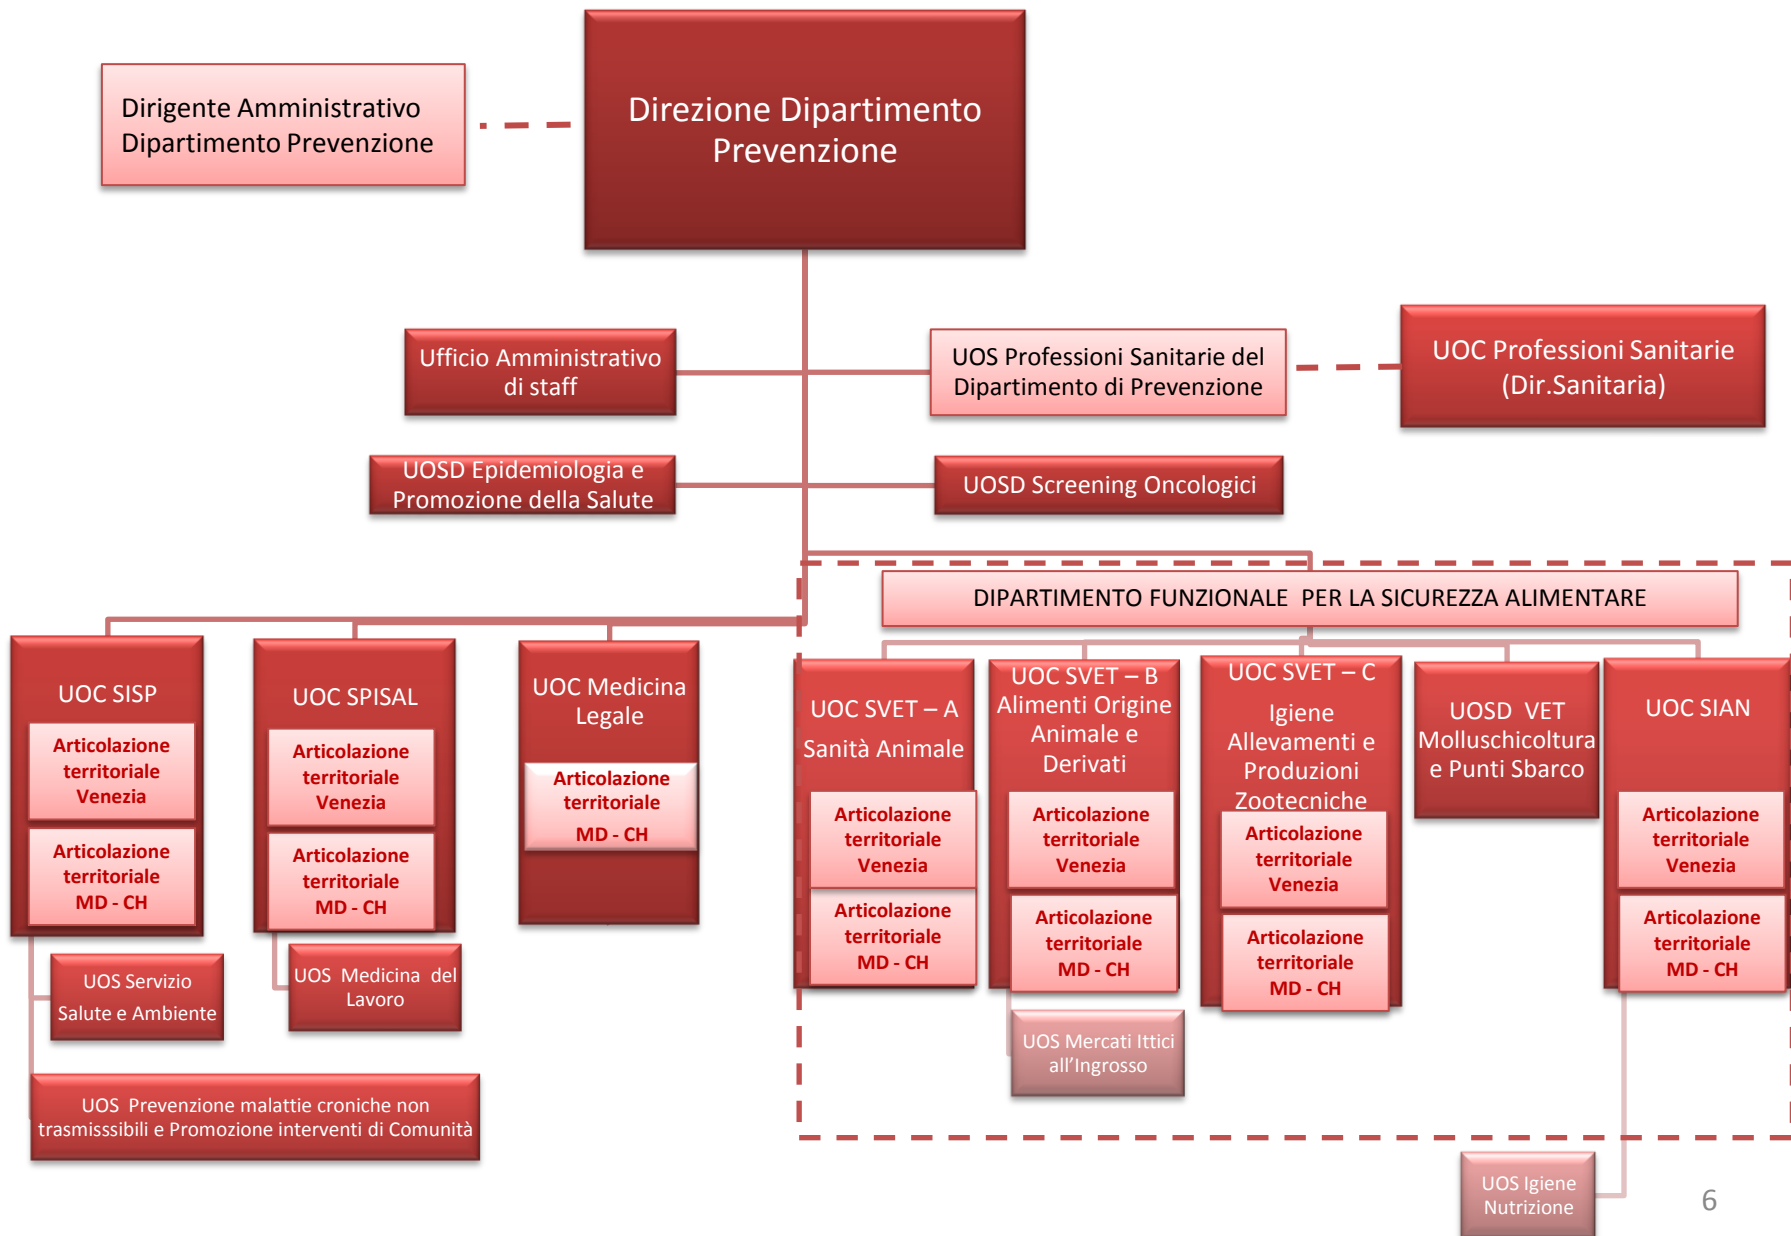 Dirigente Amministrativo
Dipartimento Prevenzione
Direzione Dipartimento
Prevenzione
Ufficio Amministrativo
di staff
UOS Professioni Sanitarie del
Dipartimento di Prevenzione
UOC Professioni Sanitarie
(Dir.Sanitaria)
UOSD Epidemiologia e
Promozione della Salute
UOSD Screening Oncologici
DIPARTIMENTO FUNZIONALE PER LA SICUREZZA ALIMENTARE
UOC SISP
Articolazione
territoriale
Venezia
Articolazione
territoriale
MD - CH
UOS Servizio
Salute e Ambiente
UOS Prevenzione malattie croniche non
trasmisssibili e Promozione interventi di Comunità
UOC SPISAL
Articolazione
territoriale
Venezia
Articolazione
territoriale
MD - CH
UOS Medicina del
Lavoro
UOC Medicina
Legale
Articolazione
territoriale
MD - CH
UOC SVET – A
Sanità Animale
Articolazione
territoriale
Venezia
Articolazione
territoriale
MD - CH
UOC SVET – B
Alimenti Origine
Animale e
Derivati
Articolazione
territoriale
Venezia
Articolazione
territoriale
MD - CH
UOS Mercati Ittici
all'Ingrosso
UOC SVET – C
Igiene
Allevamenti e
Produzioni
Zootecniche
Articolazione
territoriale
Venezia
Articolazione
territoriale
MD - CH
UOSD VET
Molluschicoltura
e Punti Sbarco
UOC SIAN
Articolazione
territoriale
Venezia
Articolazione
territoriale
MD - CH
UOS Igiene
Nutrizione
6